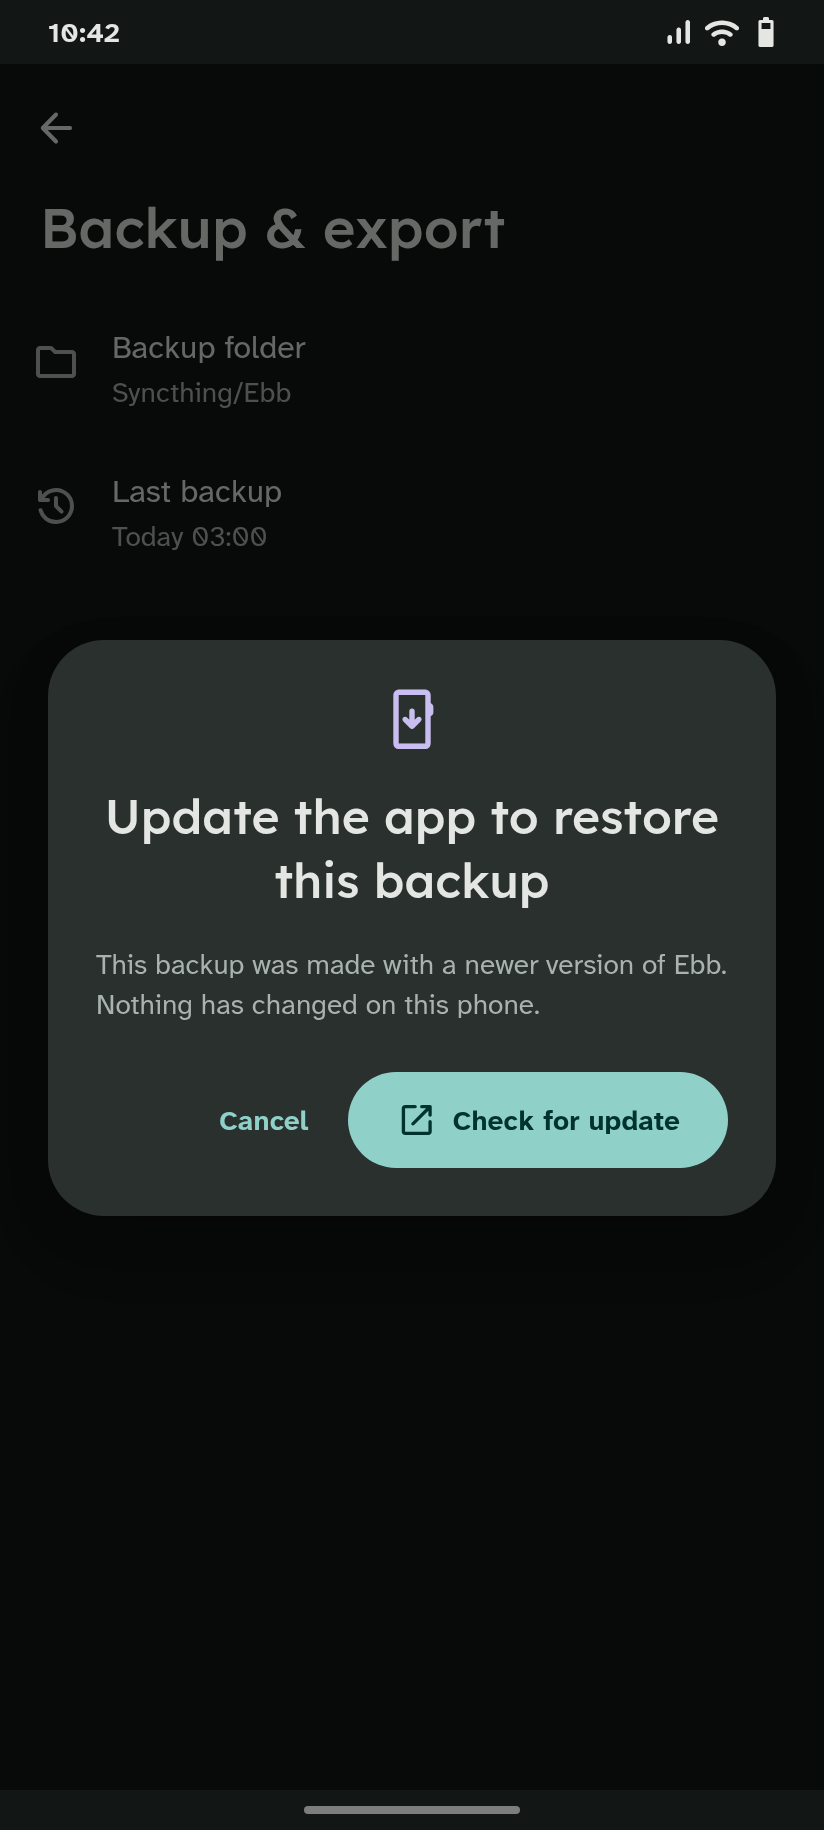 10:42
Backup & export
Backup folder
Syncthing/Ebb
Last backup
Today 03:00
Update the app to restore
this backup
This backup was made with a newer version of Ebb.
Nothing has changed on this phone.
Cancel
Check for update